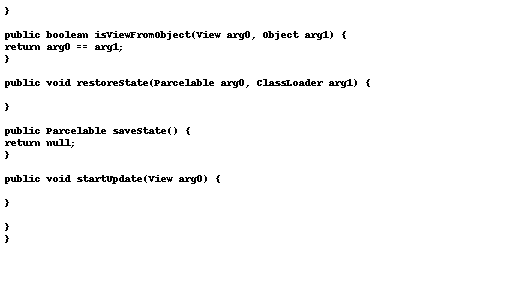 }
public boolean isViewFromObject(View arg0, Object arg1) {
return arg0 == arg1;
}
public void restoreState(Parcelable arg0, ClassLoader arg1) {
}
public Parcelable saveState() {
return null;
}
public void startUpdate(View arg0) {
}
}
}